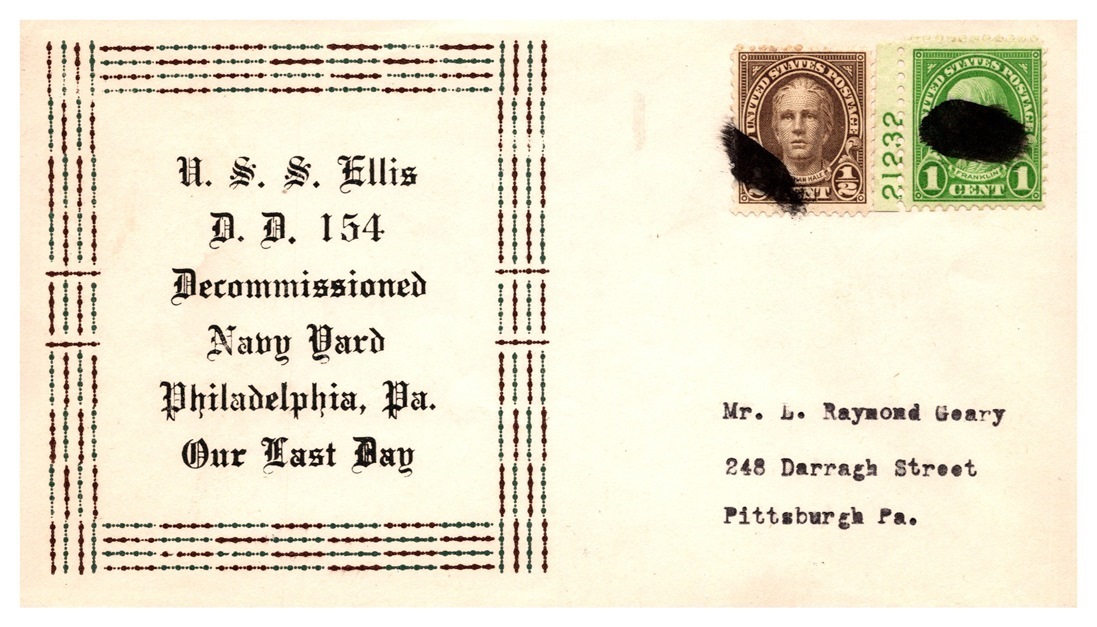 U. S. S. Ellis
D. D. 154
Decommissioned
Navy Yard
Philadelphia, Pa.
Our Last Day
UNITED STATES POSTAGE
HALE
1/2
CENT
21232
UNITED STATES POSTAGE
FRANKLIN
1 CENT 1
Mr. L. Raymond Geary
248 Darragh Street
Pittsburgh Pa.